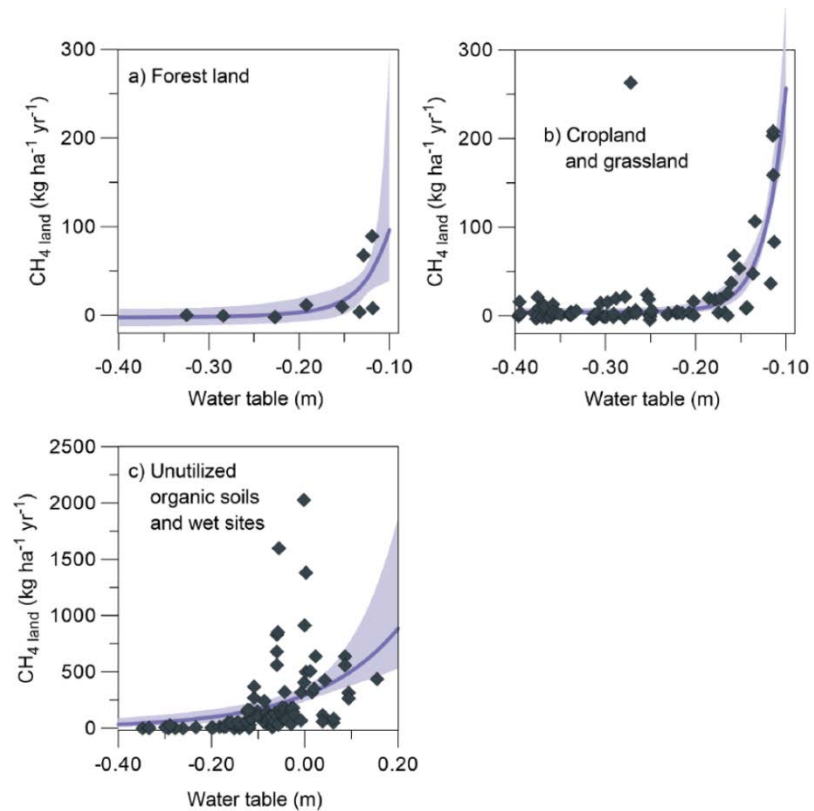 300
200
100
0
CH4 land (kg ha-1 yr-1)
a) Forest land
-0.40
-0.30
-0.20
-0.10
Water table (m)
300
200
100
0
CH4 land (kg ha-1 yr-1)
b) Cropland
and grassland
-0.40
-0.30
-0.20
-0.10
Water table (m)
2500
2000
1500
1000
500
0
CH4 land (kg ha-1 yr-1)
c) Unutilized
organic soils
and wet sites
-0.40
-0.20
0.00
0.20
Water table (m)